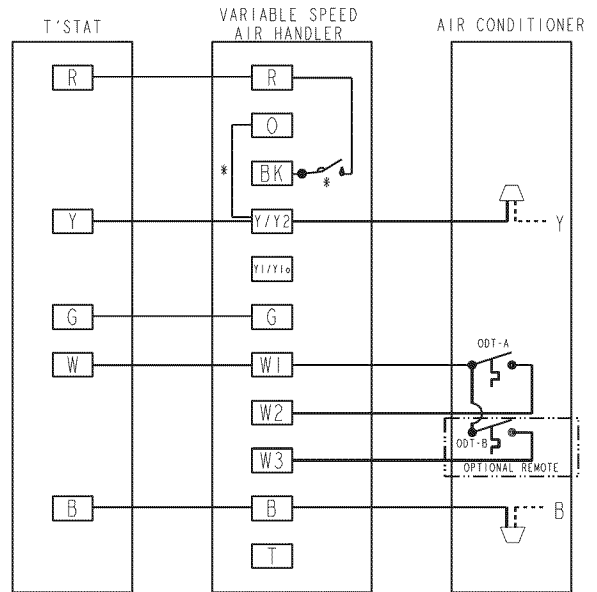 T'STAT
VARIABLE SPEED
AIR HANDLER
AIR CONDITIONER
R
R
O
*
BK
*
Y
Y/Y2
Y
Y1/Y1o
G
G
ODT-A
W
W1
W2
ODT-B
W3
OPTIONAL REMOTE
B
B
B
T